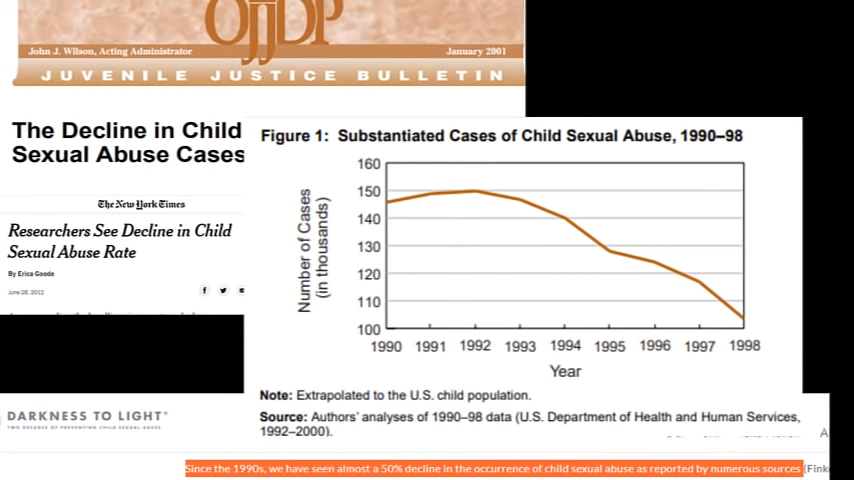 OJJDP
John J. Wilson, Acting Administrator
January 2001
JUVENILE JUSTICE BULLETIN
The Decline in Child
Sexual Abuse Cases
The New York Times
Researchers See Decline in Child
Sexual Abuse Rate
By Erica Goode
June 28, 2012
Figure 1: Substantiated Cases of Child Sexual Abuse, 1990–98
Number of Cases
(in thousands)
160
150
140
130
120
110
100
1990 1991 1992 1993 1994 1995 1996 1997 1998
Year
Note: Extrapolated to the U.S. child population.
Source: Authors' analyses of 1990–98 data (U.S. Department of Health and Human Services,
1992–2000).
DARKNESS TO LIGHT®
TWO DECADES OF PREVENTING CHILD SEXUAL ABUSE
A
Since the 1990s, we have seen almost a 50% decline in the occurrence of child sexual abuse as reported by numerous sources (Fink